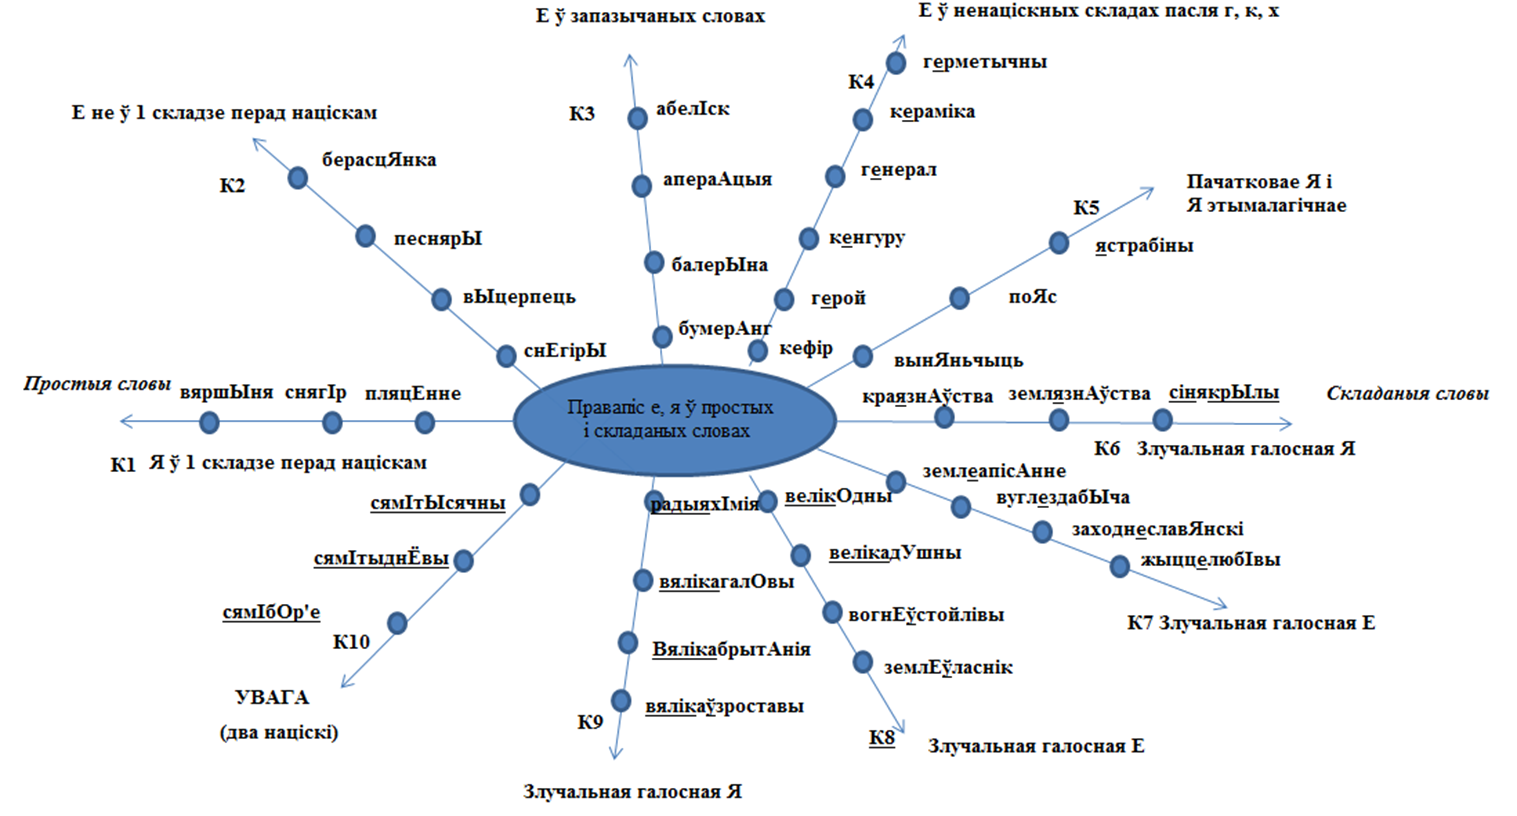 Е ў запазычаных словах
Е ў ненаціскных складах пасля г, к, х
К3
абелІск
аперaАцыя
балерЫна
бумерАнг
К4
герметычны
кераміка
генерал
кенгуру
герой
кефір
Е не ў 1 складзе перад націскам
К2
берасцЯнка
песнярЫ
вЫцерпець
снЕгірЫ
К5
Пачатковае Я і
Я этымалагічнае
ястрабіны
поЯс
вынЯньчыць
Простыя словы
вяршЫня
снягІр
пляцЕнне
К1
Я ў 1 складзе перад націскам
Правапіс е, я ў простых
і складаных словах
краязнАўства
землязнАўства
сінякрЫлы
Складаныя словы
К6
Злучальная галосная Я
землеапісАнне
вуглездабЫча
заходнеславЯнскі
жыццелюбІвы
К7 Злучальная галосная Е
велікОдны
велікадУшны
вогнЕўстойлівы
землЕўласнік
К8
Злучальная галосная Е
радыяхІмія
вялікагалОвы
ВялікабрытАнія
вялікаўзроставы
К9
Злучальная галосная Я
сямІтЫсячны
сямІтыднЁвы
сямІбОр'е
К10
УВАГА
(два націскі)